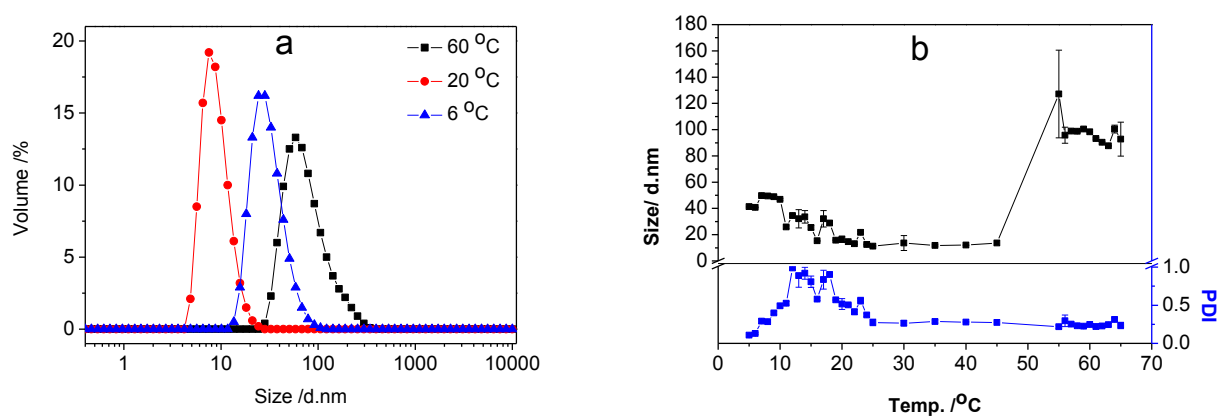 a
20
15
10
5
0
Volume /%
60 °C
20 °C
6 °C
1 10 100 1000 10000
Size /d.nm
b
180
160
140
120
100
80
60
40
20
0
Size/ d.nm
1.0
0.5
0.0
PDI
0 10 20 30 40 50 60 70
Temp. /°C